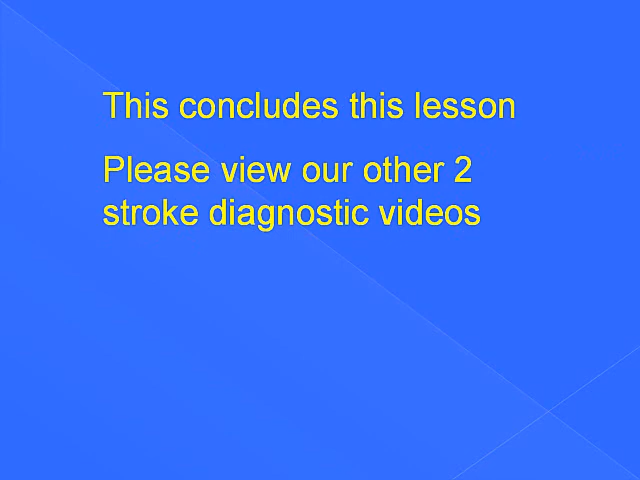 This concludes this lesson
Please view our other 2
stroke diagnostic videos